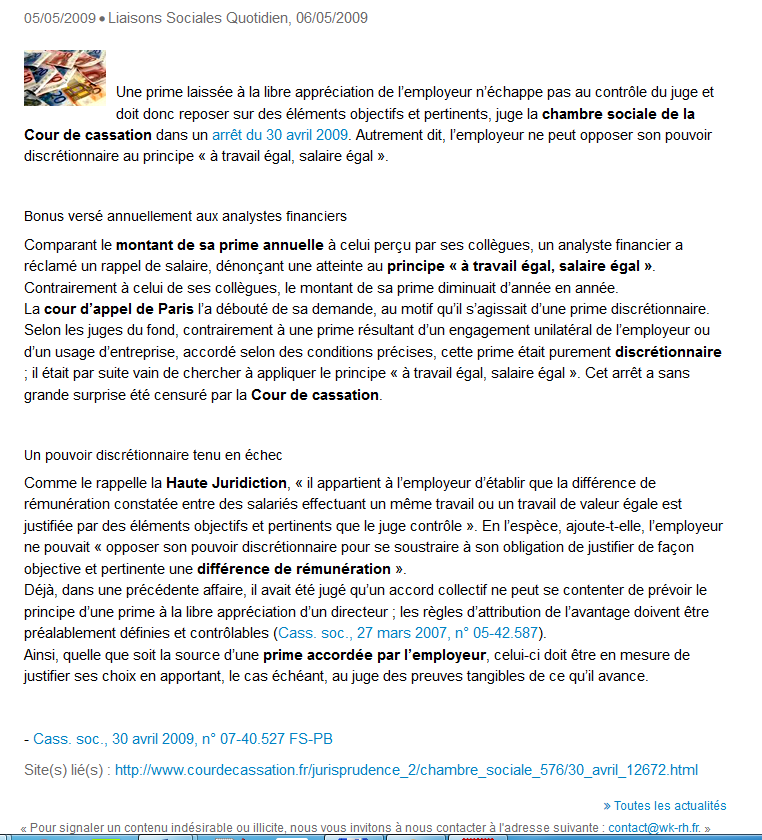 05/05/2009 • Liaisons Sociales Quotidien, 06/05/2009
Une prime laissée à la libre appréciation de l’employeur n’échappe pas au contrôle du juge et
doit donc reposer sur des éléments objectifs et pertinents, juge la chambre sociale de la
Cour de cassation dans un arrêt du 30 avril 2009. Autrement dit, l’employeur ne peut opposer son pouvoir
discrétionnaire au principe « à travail égal, salaire égal ».
Bonus versé annuellement aux analystes financiers
Comparant le montant de sa prime annuelle à celui perçu par ses collègues, un analyste financier a
réclamé un rappel de salaire, dénonçant une atteinte au principe « à travail égal, salaire égal ».
Contrairement à celui de ses collègues, le montant de sa prime diminuait d’année en année.
La cour d’appel de Paris l’a débouté de sa demande, au motif qu’il s’agissait d’une prime discrétionnaire.
Selon les juges du fond, contrairement à une prime résultant d’un engagement unilatéral de l’employeur ou
d’un usage d’entreprise, accordé selon des conditions précises, cette prime était purement discrétionnaire
; il était par suite vain de chercher à appliquer le principe « à travail égal, salaire égal ». Cet arrêt a sans
grande surprise été censuré par la Cour de cassation.
Un pouvoir discrétionnaire tenu en échec
Comme le rappelle la Haute Juridiction, « il appartient à l’employeur d’établir que la différence de
rémunération constatée entre des salariés effectuant un même travail ou un travail de valeur égale est
justifiée par des éléments objectifs et pertinents que le juge contrôle ». En l’espèce, ajoute-t-elle, l’employeur
ne pouvait « opposer son pouvoir discrétionnaire pour se soustraire à son obligation de justifier de façon
objective et pertinente une différence de rémunération ».
Déjà, dans une précédente affaire, il avait été jugé qu’un accord collectif ne peut se contenter de prévoir le
principe d’une prime à la libre appréciation d’un directeur ; les règles d’attribution de l’avantage doivent être
préalablement définies et contrôlables (Cass. soc., 27 mars 2007, n° 05-42.587).
Ainsi, quelle que soit la source d’une prime accordée par l’employeur, celui-ci doit être en mesure de
justifier ses choix en apportant, le cas échéant, au juge des preuves tangibles de ce qu’il avance.
- Cass. soc., 30 avril 2009, n° 07-40.527 FS-PB
Site(s) lié(s) : http://www.courdecassation.fr/jurisprudence_2/chambre_sociale_576/30_avril_12672.html
» Toutes les actualités
« Pour signaler un contenu indésirable ou illicite, nous vous invitons à nous contacter à l'adresse suivante : contact@wk-rh.fr. »